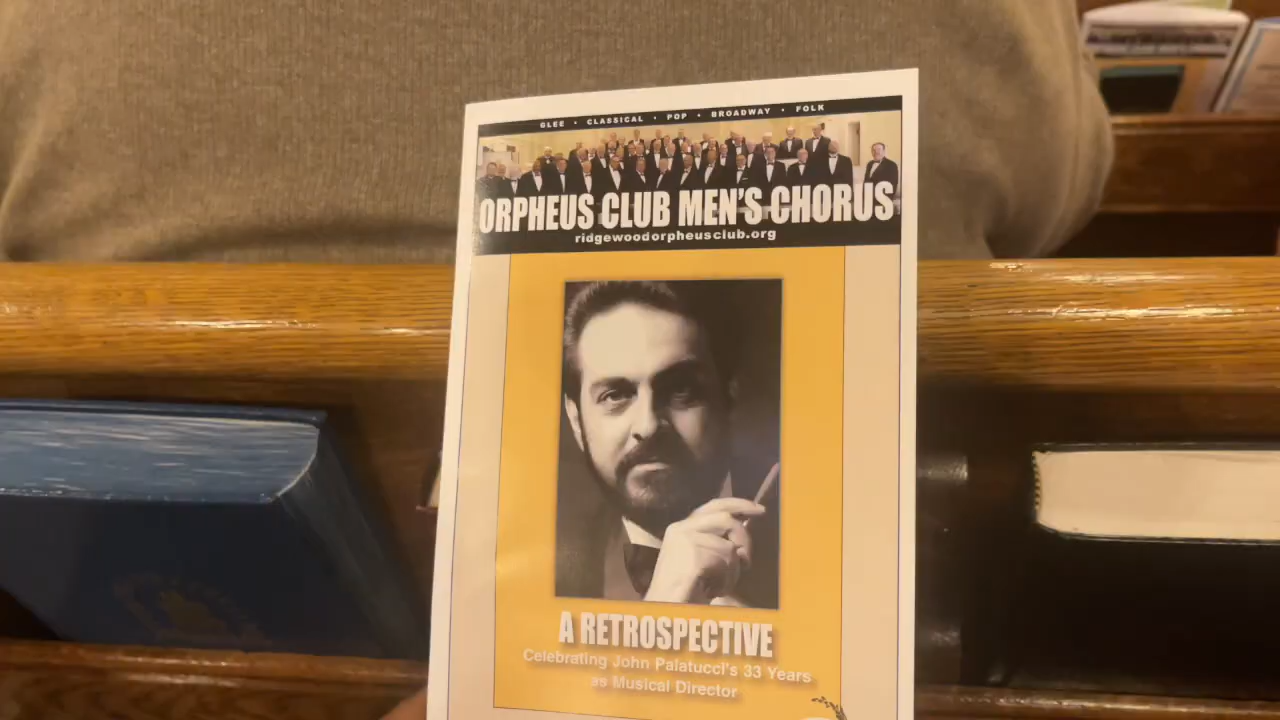 GLEE • CLASSICAL • POP • BROADWAY • FOLK
ORPHEUS CLUB MEN'S CHORUS
ridgewoodorpheusclub.org
A RETROSPECTIVE
Celebrating John Palatucci's 33 Years
as Musical Director